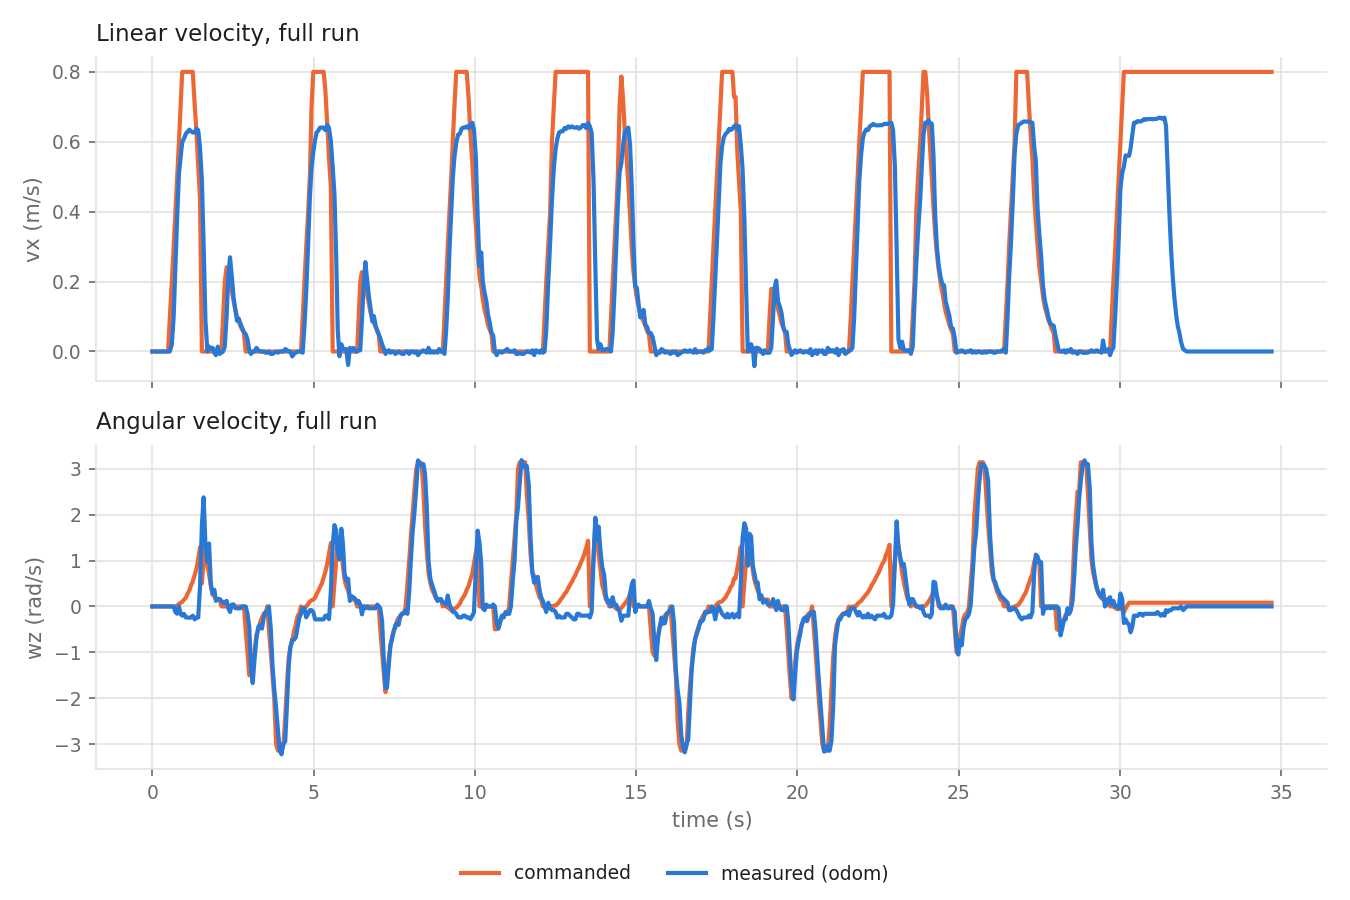 Linear velocity, full run
0.8
0.6
0.4
0.2
0.0
vx (m/s)
Angular velocity, full run
3
2
1
0
−1
−2
−3
wz (rad/s)
0
5
10
15
20
25
30
35
time (s)
commanded
measured (odom)